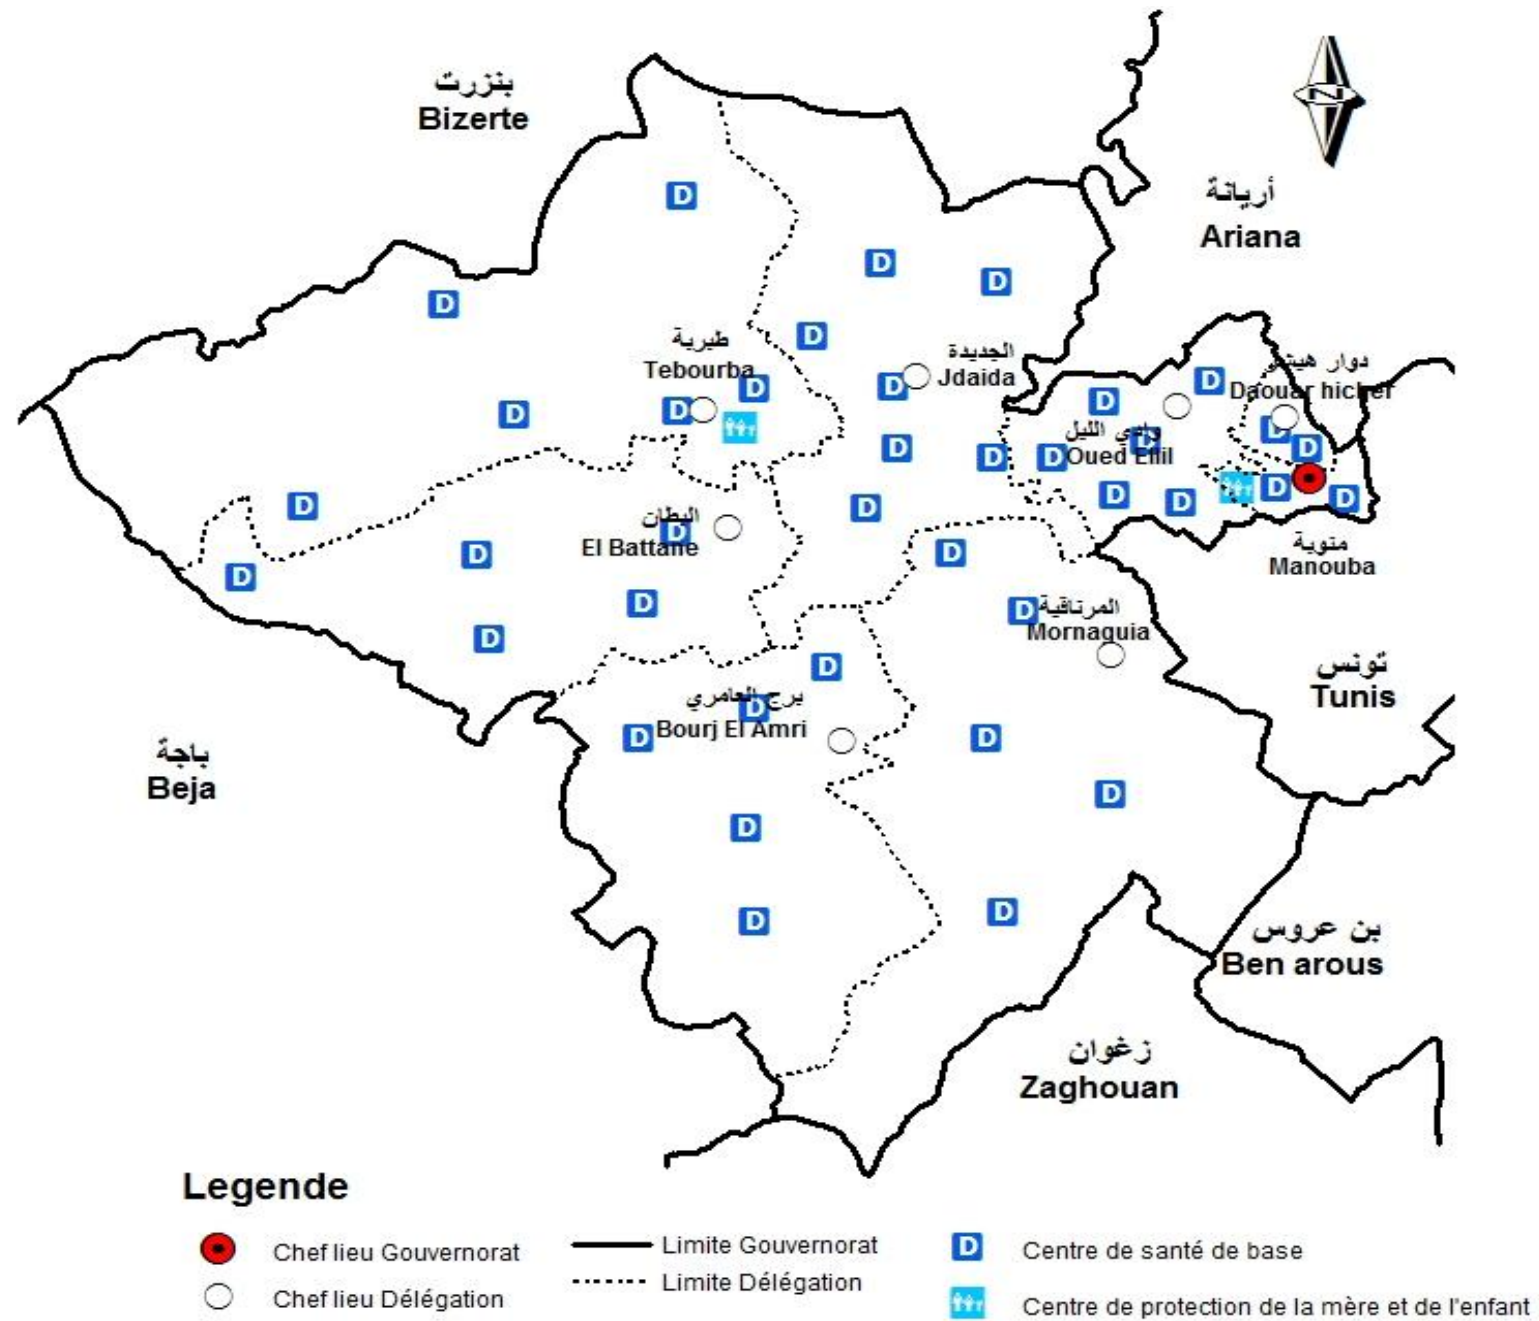 بنزرت
Bizerte
أريانة
Ariana
طبربة
Tebourba
الجديدة
Jdaida
دوار هيشر
Daouar hicher
وادي الليل
Oued Ellil
البطان
El Battane
منوبة
Manouba
المرناقية
Mornaguia
تونس
Tunis
برج العامري
Bourj El Amri
باجة
Beja
بن عروس
Ben arous
زغوان
Zaghouan
Legende
Chef lieu Gouvernorat
Chef lieu Délégation
Limite Gouvernorat
Limite Délégation
D Centre de santé de base
Centre de protection de la mère et de l'enfant